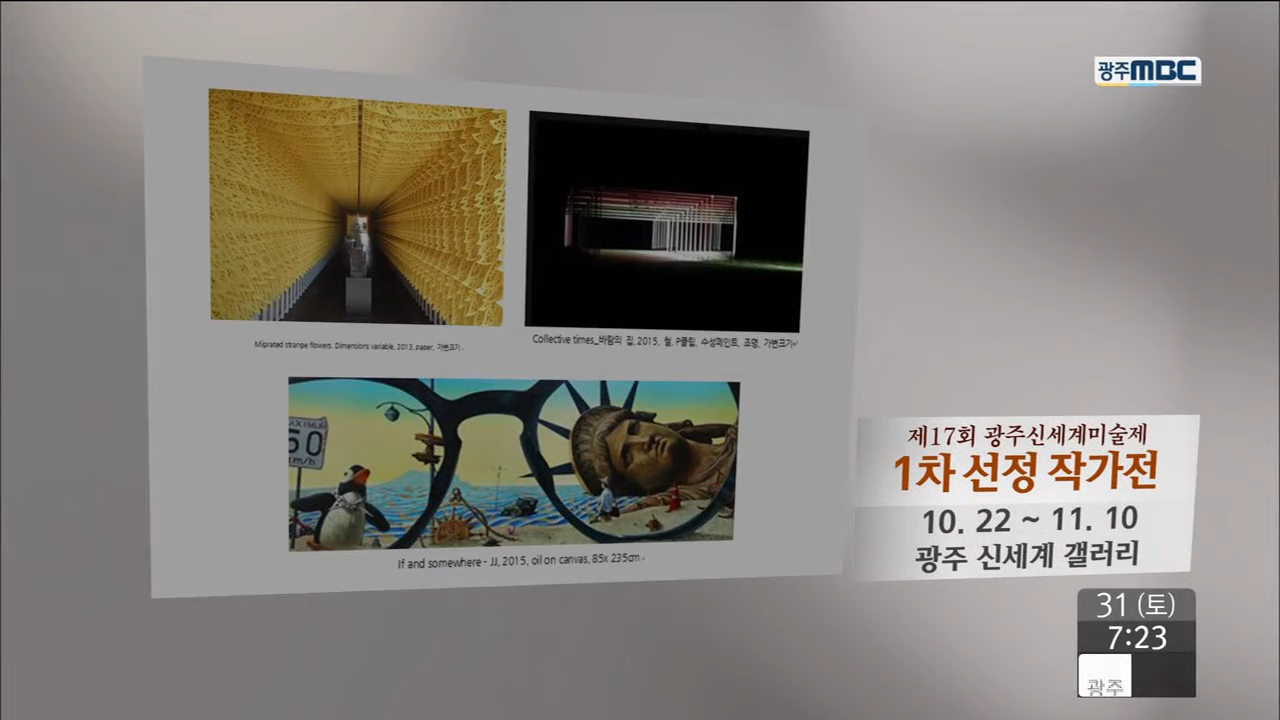 광주MBC
MAXIMUM
50
km/h
Migrated strange flowers. Dimensions variable, 2013, paper, 가변크기
Collective times_바람의 집, 2015, 철, P클립, 수성페인트, 조명, 가변크기
If and somewhere - JJ, 2015, oil on canvas, 85x 235cm
제17회 광주신세계미술제
1차 선정 작가전
10. 22 ~ 11. 10
광주 신세계 갤러리
31 (토)
7:23
광주